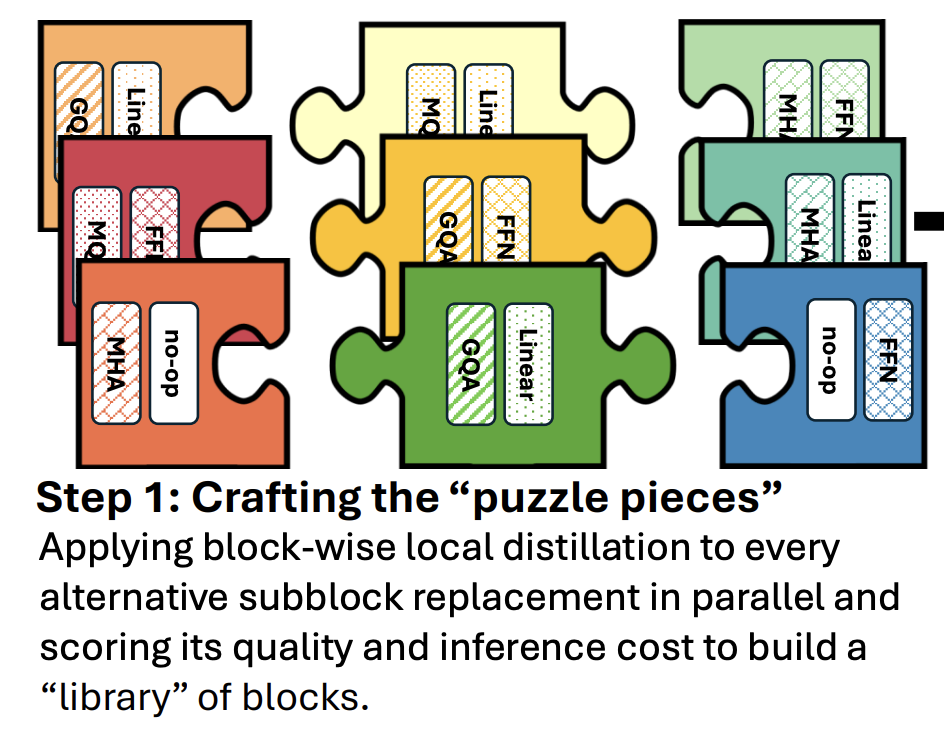 GQ
Line
MQ
Line
MHA
FFN
MQ
FF
GQA
FFN
MHA
Linea
MHA
no-op
GQA
Linear
no-op
FFN
Step 1: Crafting the “puzzle pieces”
Applying block-wise local distillation to every
alternative subblock replacement in parallel and
scoring its quality and inference cost to build a
“library” of blocks.